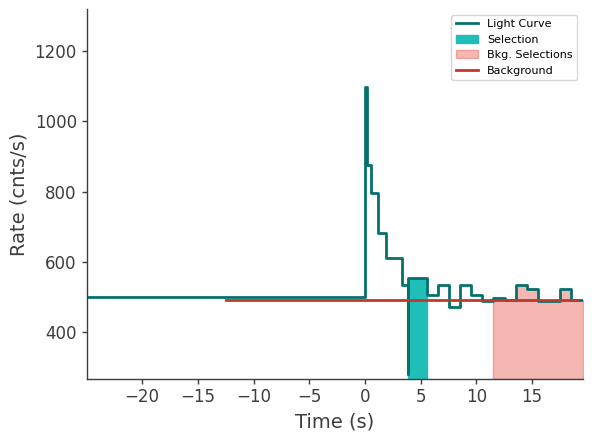 Light Curve
Selection
Bkg. Selections
Background
1200
1000
800
600
400
Rate (cnts/s)
−20 −15 −10 −5 0 5 10 15
Time (s)